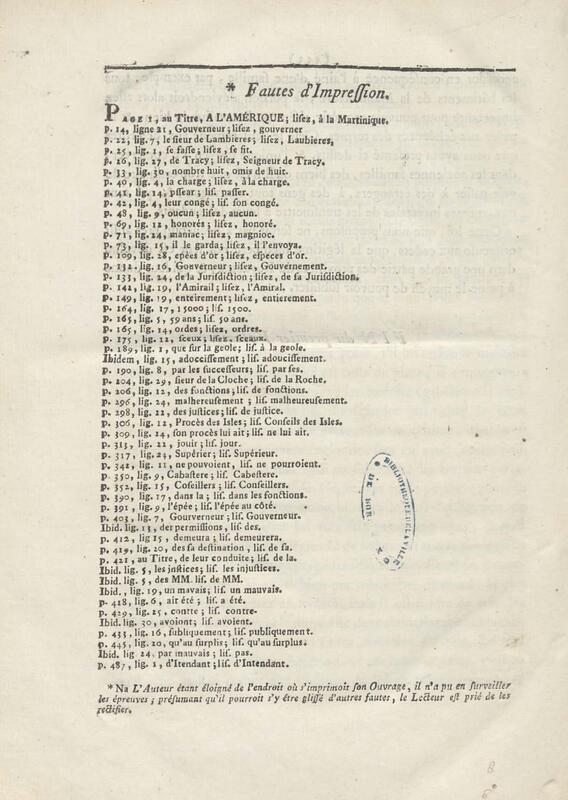 * Fautes d'Impreſſion.
PAGE 1, au Titre, A L'AMÉRIQUE; liſez, à la Martinique.
p. 14, ligne 21, Gouverneur; liſez, gouverner
p. 22, lig. 7, le ſieur de Lambieres; liſez, Laubieres,
p. 25, lig. 1, ſe faſſe; liſez, ſe fit.
p. 26, lig. 27, de Tracy; liſez, Seigneur de Tracy.
p. 33, lig. 30, nombre huit, omis de huit.
p. 40, lig. 4, la charge; liſez, à la charge.
p. 41, lig. 14, pſſear; liſ. paſſer.
p. 42, lig. 4, leur congé; liſ. ſon congé.
p. 48, lig. 9, oucun; liſez, aucun.
p. 69, lig. 12, honorés; liſez, honoré.
p. 71, lig. 24, maniac; liſez, magnioc.
p. 73, lig. 15, il le garda; liſez, il l'envoya.
p. 109, lig. 28, epées d'or; liſez, eſpeces d'or.
p. 132, lig. 16, Gouverneur; liſez, Gouvernement.
p. 133, lig. 24, de la Juriſdiction; liſez, de ſa Juriſdiction.
p. 142, lig. 19, l'Amirail; liſez, l'Amiral.
p. 149, lig. 19, enteirement; liſez, entierement.
p. 164, lig. 17, 15000; liſ. 1500.
p. 165, lig. 5, 59 ans; liſ. 50 ans.
p. 165, lig. 14, ordes; liſez, ordres.
p. 175, lig. 12, ſceux; liſez, ſceaux.
p. 189, lig. 1, que ſur la geole; liſ. à la geole.
Ibidem, lig. 15, adocciſſement; liſ. adouciſſement.
p. 190, lig. 8, par les ſucceſſeurs; liſ. par ſes.
p. 204, lig. 29, ſieur de la Cloche; liſ. de la Roche.
p. 206, lig. 12, des fonctions; liſ. de fonctions.
p. 296, lig. 24, malhereuſement; liſ. malheureuſement.
p. 298, lig. 22, des juſtices; liſ. de juſtice.
p. 306, lig. 12, Procès des Iſles; liſ. Conſeils des Iſles.
p. 309, lig. 24, ſon procès lui ait; liſ. ne lui ait.
p. 313, lig. 22, jouir; liſ. jour.
p. 317, lig. 24, Supérier; liſ. Supérieur.
p. 342, lig. 11, ne pouvoient, liſ. ne pourroient.
p. 350, lig. 9, Cabaſtere; liſ. Cabeſtere.
p. 352, lig. 15, Coſeillers; liſ. Conſeillers.
p. 390, lig. 17, dans la; liſ. dans les fonctions.
p. 391, lig. 9, l'épée; liſ. l'épée au côté.
p. 403, lig. 7, Gourverneur; liſ. Gouverneur.
Ibid. lig. 13, des permiſſions, liſ. des.
p. 412, lig 15, demeura; liſ. demeurera.
p. 419, lig. 20, des ſa deſtination, liſ. de ſa.
p. 421, au Titre, de leur conduite; liſ. de la.
Ibid. lig. 5, les inſtices; liſ. les injuſtices.
Ibid. lig. 5, des MM. liſ. de MM.
Ibid., lig. 19, un mavais; liſ. un mauvais.
p. 428, lig. 6, ait été; liſ. a été.
p. 429, lig. 25, contte; liſ. contre-
Ibid. lig. 30, avoiont; liſ. avoient.
p. 433, lig. 16, ſubliquement; liſ. publiquement.
p. 445, lig. 20, qu'au ſurplis; liſ. qu'au ſurplus.
Ibid. lig 24. par mauvais; liſ. pas.
p. 487, lig. 1, d'Itendant; liſ. d'Intendant.
* Na L'Auteur étant éloigné de l'endroit où s'imprimoit ſon Ouvrage, il n'a pu en ſurveiller
les épreuves; préſumant qu'il pourroit s'y être gliſſé d'autres fautes, le Lecteur eſt prié de les
rectifier.
BIBLIOTHEQUE DE LA VILLE
DE BOR